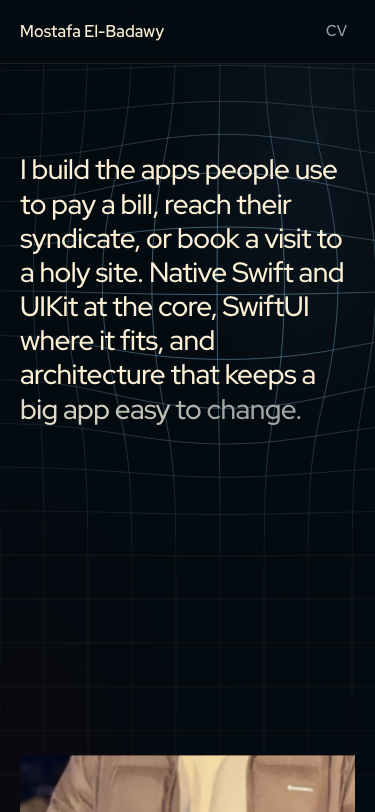 Mostafa El-Badawy
CV
I build the apps people use
to pay a bill, reach their
syndicate, or book a visit to
a holy site. Native Swift and
UIKit at the core, SwiftUI
where it fits, and
architecture that keeps a
big app easy to change.